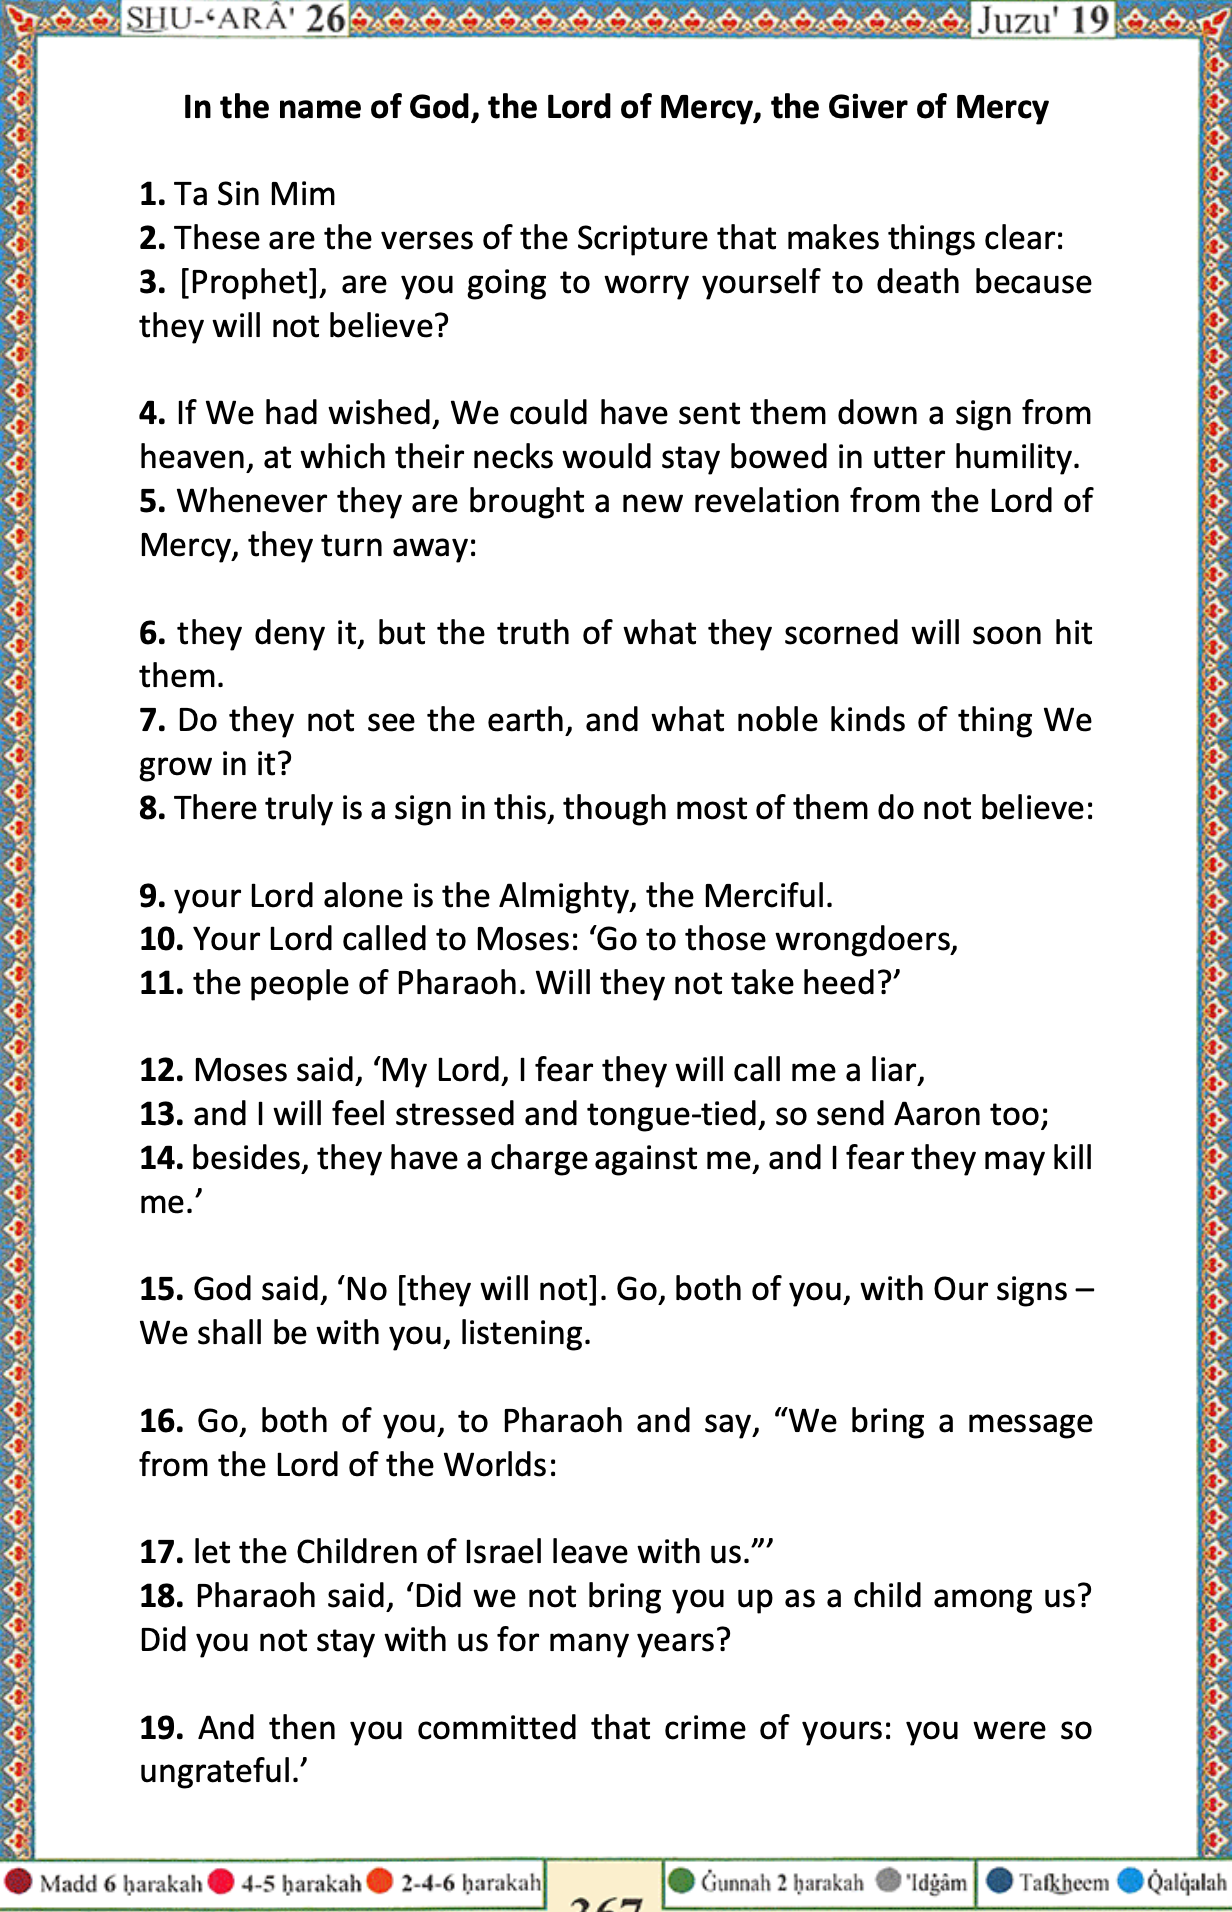 SHU-‘ARÂ' 26
Juzu' 19
In the name of God, the Lord of Mercy, the Giver of Mercy
1. Ta Sin Mim
2. These are the verses of the Scripture that makes things clear:
3. [Prophet], are you going to worry yourself to death because
they will not believe?
4. If We had wished, We could have sent them down a sign from
heaven, at which their necks would stay bowed in utter humility.
5. Whenever they are brought a new revelation from the Lord of
Mercy, they turn away:
6. they deny it, but the truth of what they scorned will soon hit
them.
7. Do they not see the earth, and what noble kinds of thing We
grow in it?
8. There truly is a sign in this, though most of them do not believe:
9. your Lord alone is the Almighty, the Merciful.
10. Your Lord called to Moses: ‘Go to those wrongdoers,
11. the people of Pharaoh. Will they not take heed?’
12. Moses said, ‘My Lord, I fear they will call me a liar,
13. and I will feel stressed and tongue-tied, so send Aaron too;
14. besides, they have a charge against me, and I fear they may kill
me.’
15. God said, ‘No [they will not]. Go, both of you, with Our signs –
We shall be with you, listening.
16. Go, both of you, to Pharaoh and say, “We bring a message
from the Lord of the Worlds:
17. let the Children of Israel leave with us.”’
18. Pharaoh said, ‘Did we not bring you up as a child among us?
Did you not stay with us for many years?
19. And then you committed that crime of yours: you were so
ungrateful.’
Madd 6 ḥarakah 4-5 ḥarakah 2-4-6 ḥarakah
367
Ġunnah 2 ḥarakah 'Idġâm Tafkheem Q̇alq̇alah